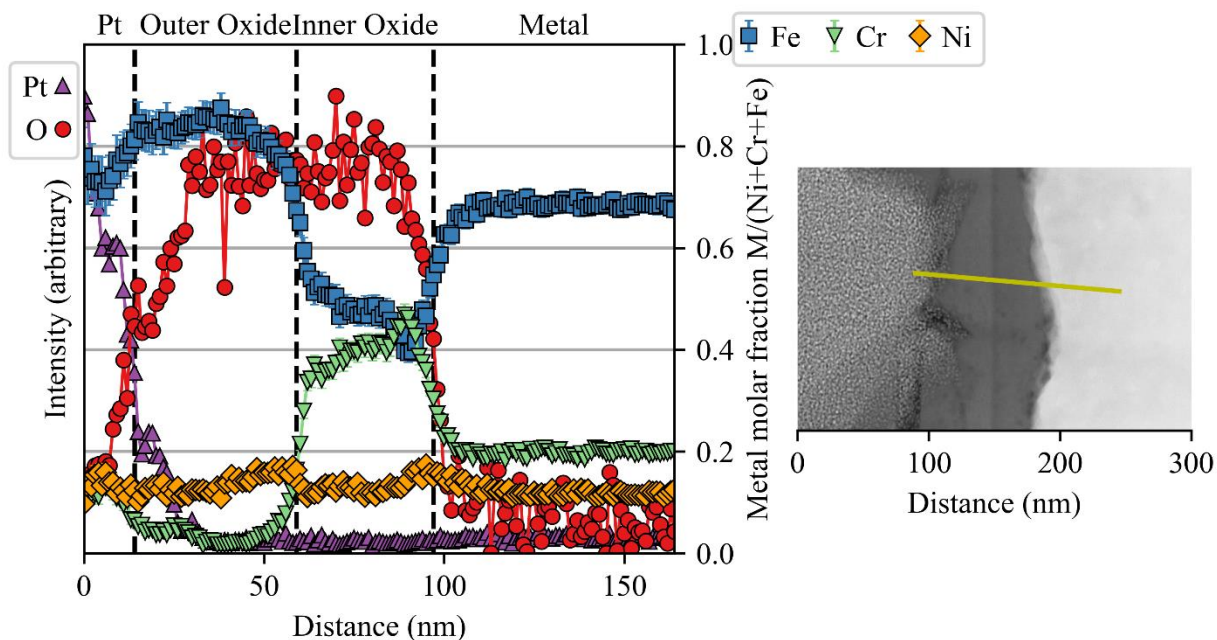 Pt Outer Oxide Inner Oxide Metal
Pt
O
Fe Cr Ni
Intensity (arbitrary)
1.0
0.8
0.6
0.4
0.2
0.0
Metal molar fraction M/(Ni+Cr+Fe)
0 50 100 150
Distance (nm)
0 100 200 300
Distance (nm)